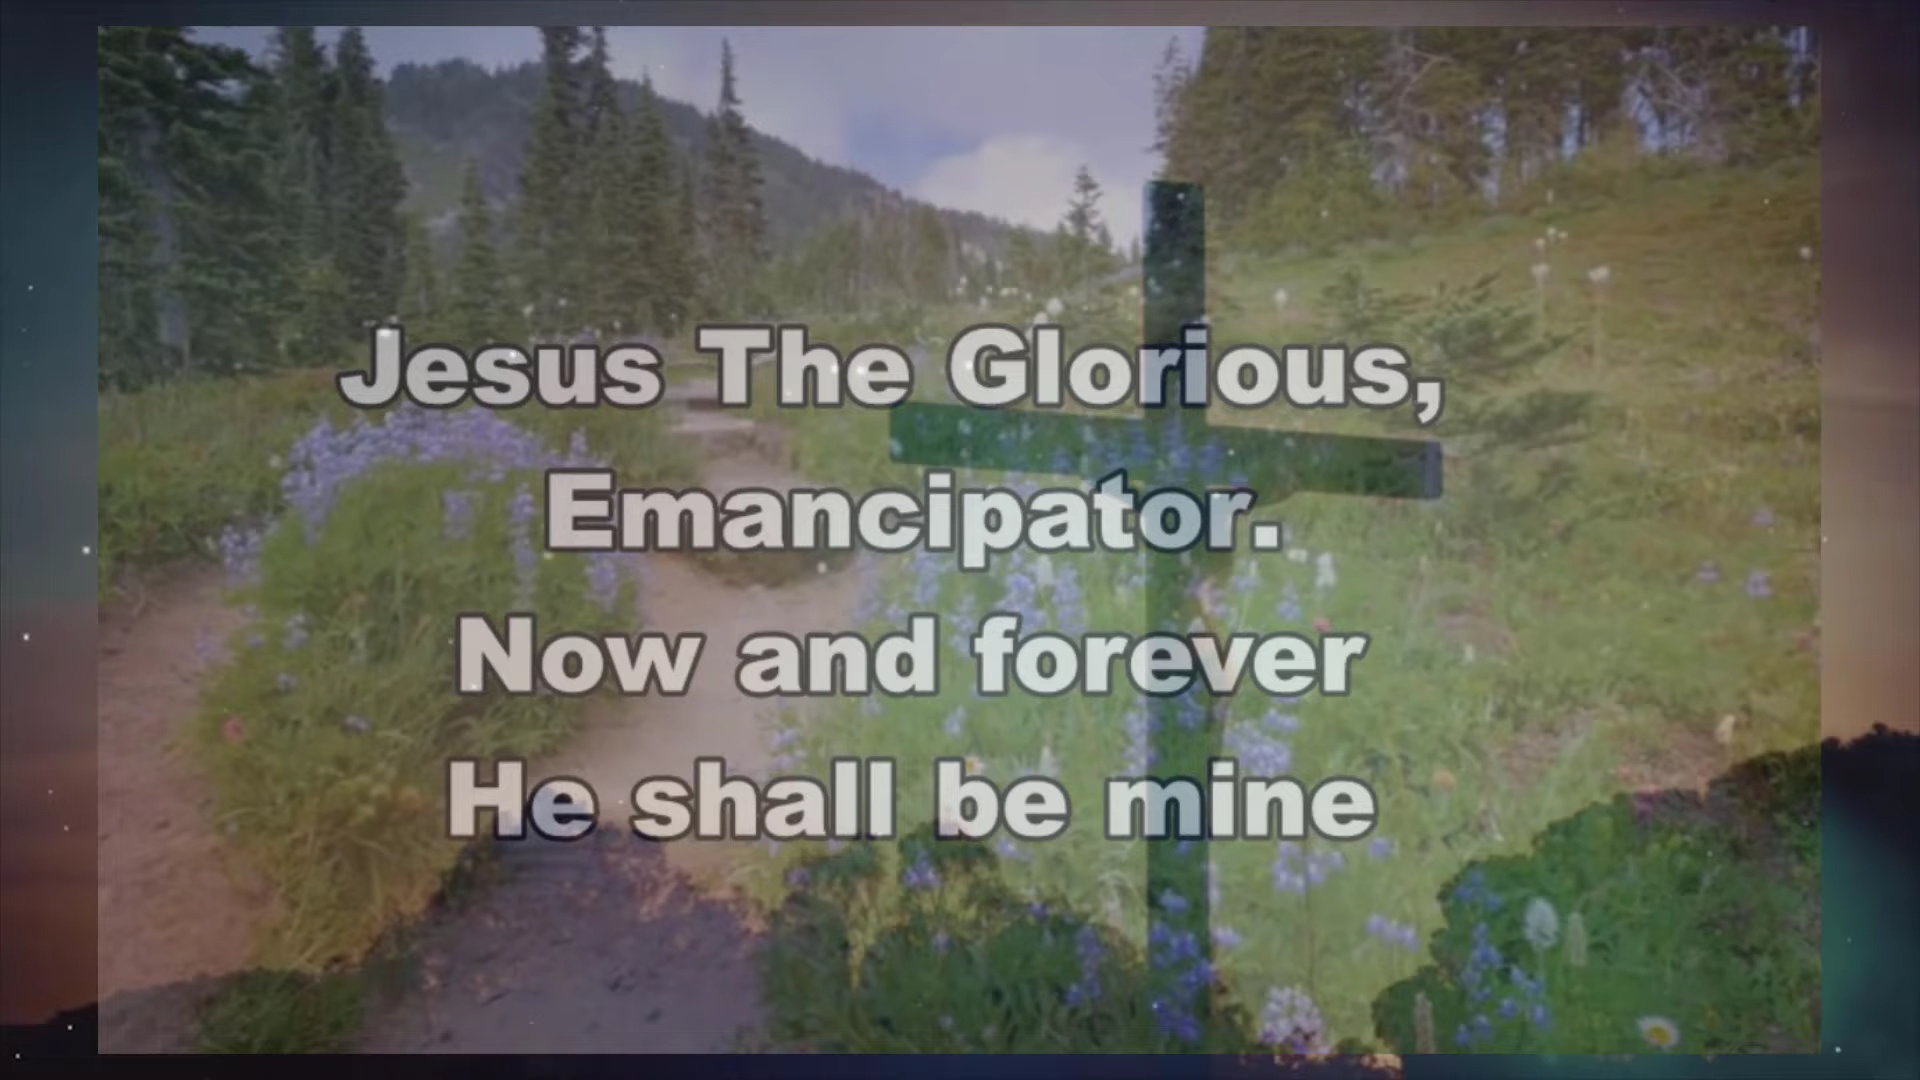 Jesus The Glorious,
Emancipator.
Now and forever
He shall be mine